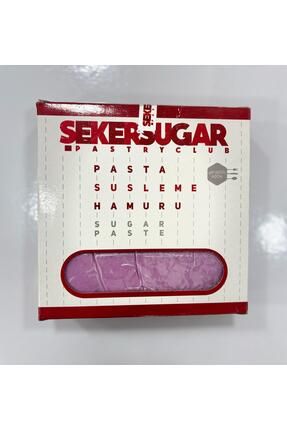 SEKERSUGAR
PASTRYCLUB
PASTA
SUSLEME
HAMURU
SUGAR
PASTE